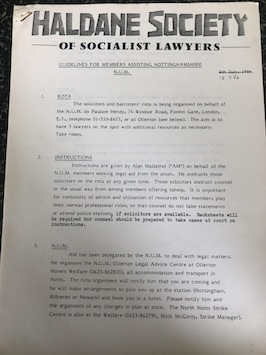 HALDANE SOCIETY
OF SOCIALIST LAWYERS
GUIDELINES FOR MEMBERS ASSISTING NOTTINGHAMSHIRE
N.U.M.
4th July, 1984
1. ROTA
The solicitors and barristers' rota is being organised on behalf of
the N.U.M. by Pauline Hendy, 74 Windsor Road, Forest Gate, London,
E.7., telephone 01-555-8477, or at Ollerton (see below). The aim is to
have 3 lawyers on the spot with additional resources as necessary.
Take robes.
2. INSTRUCTIONS
Instructions are given by Alan Mallatrat ("AM") on behalf of the
N.U.M. members seeking legal aid from the union. He instructs those
solicitors on the rota at any given time. Those solicitors instruct counsel
in the usual way from among members offering tohelp. It is important
for continuity of advice and utilisation of resources that members play
their normal professional roles, so that counsel do not take statements
or attend police stations, if solicitors are available. Backsheets will
be required but counsel should be prepared to take cases at court on
instructions.
3. N.U.M.
AM has been delegated by the N.U.M. to deal with legal matters.
He organises the N.U.M. Ollerton Legal Advice Centre at Ollerton
Miners Welfare all accommodation and transport in
Notts. The rota organisers will notify him that you are coming and
he will make arrangements to pick you up at the station (Nottingham,
Alfreton or Newark) and book you in a hotel. Please notify him and
the organisers of any changes in plan at once. The North Notts Strike
Centre is also at the Welfare Mick McGinty, Strike Manager).